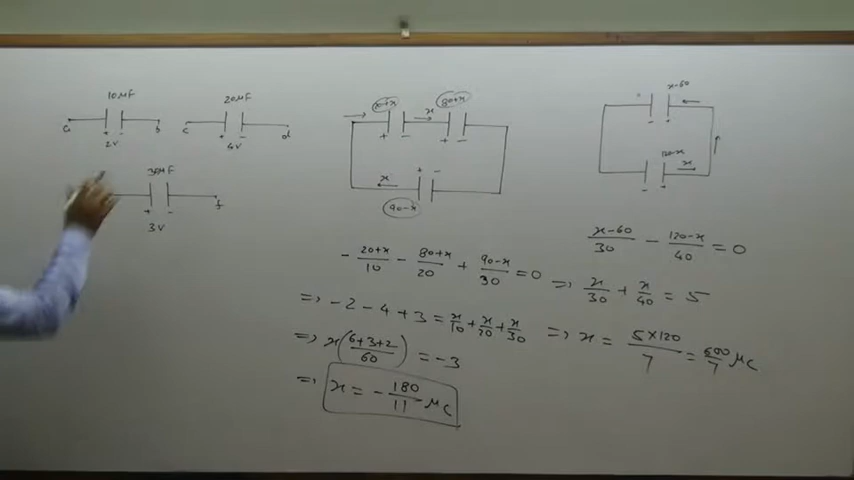 10μF
20μF
a
b
c
d
+ -
2V
+ -
4V
30μF
f
+ -
3V
20+x
x
80+x
+ -
+ -
x
+ -
90-x
x-60
- +
120-x
x
- +
- 20+x/10 - 80+x/20 + 90-x/30 = 0
=> -2-4+3 = x/10 + x/20 + x/30
=> x(6+3+2/60) = -3
=> x = - 180/11 μC
x-60/30 - 120-x/40 = 0
=> x/30 + x/40 = 5
=> x = 5×120/7 = 600/7 μC